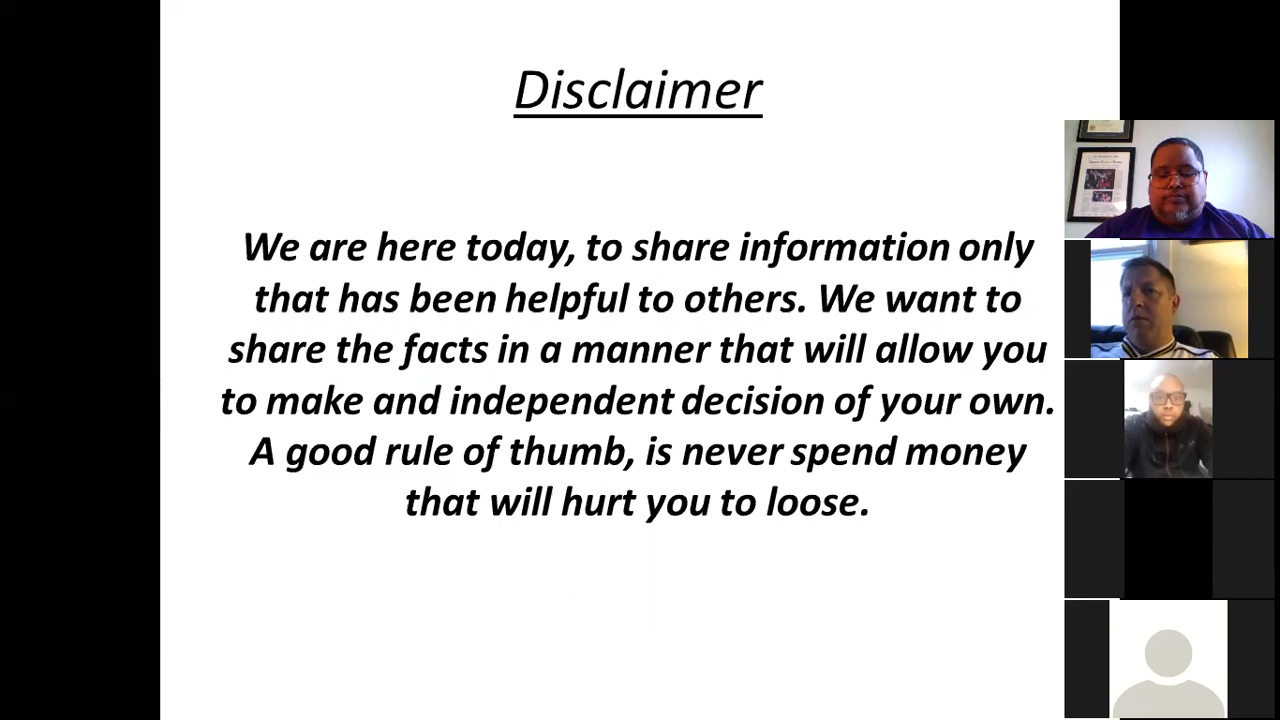 Disclaimer
We are here today, to share information only
that has been helpful to others. We want to
share the facts in a manner that will allow you
to make and independent decision of your own.
A good rule of thumb, is never spend money
that will hurt you to loose.